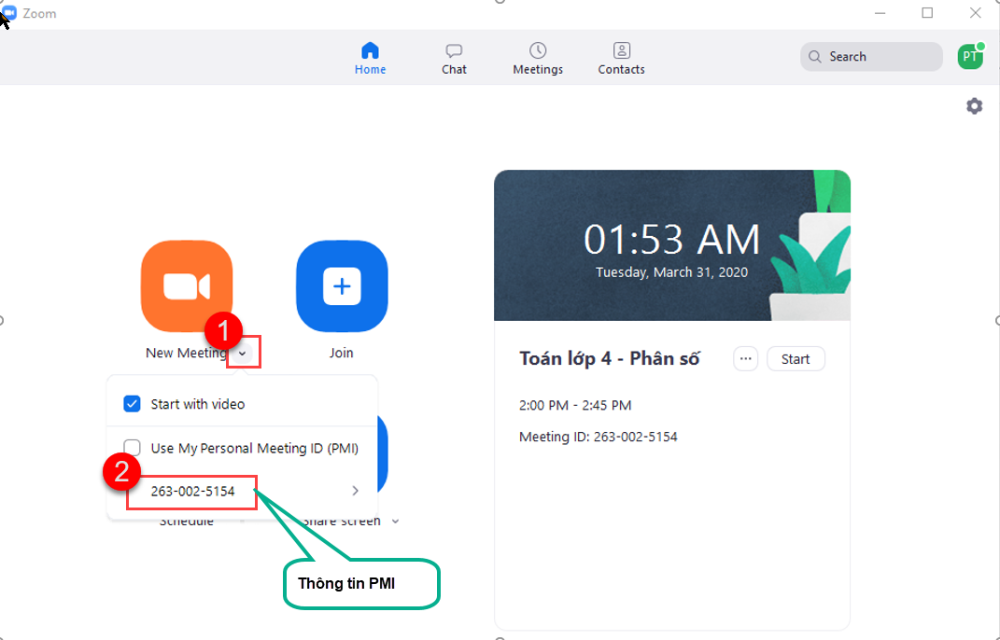 Zoom
Home
Chat
Meetings
Contacts
Search
PT
01:53 AM
Tuesday, March 31, 2020
1
New Meeting
Join
Toán lớp 4 - Phân số
...
Start
Start with video
2:00 PM - 2:45 PM
Use My Personal Meeting ID (PMI)
Meeting ID: 263-002-5154
2
263-002-5154
Schedule
Share screen
Thông tin PMI